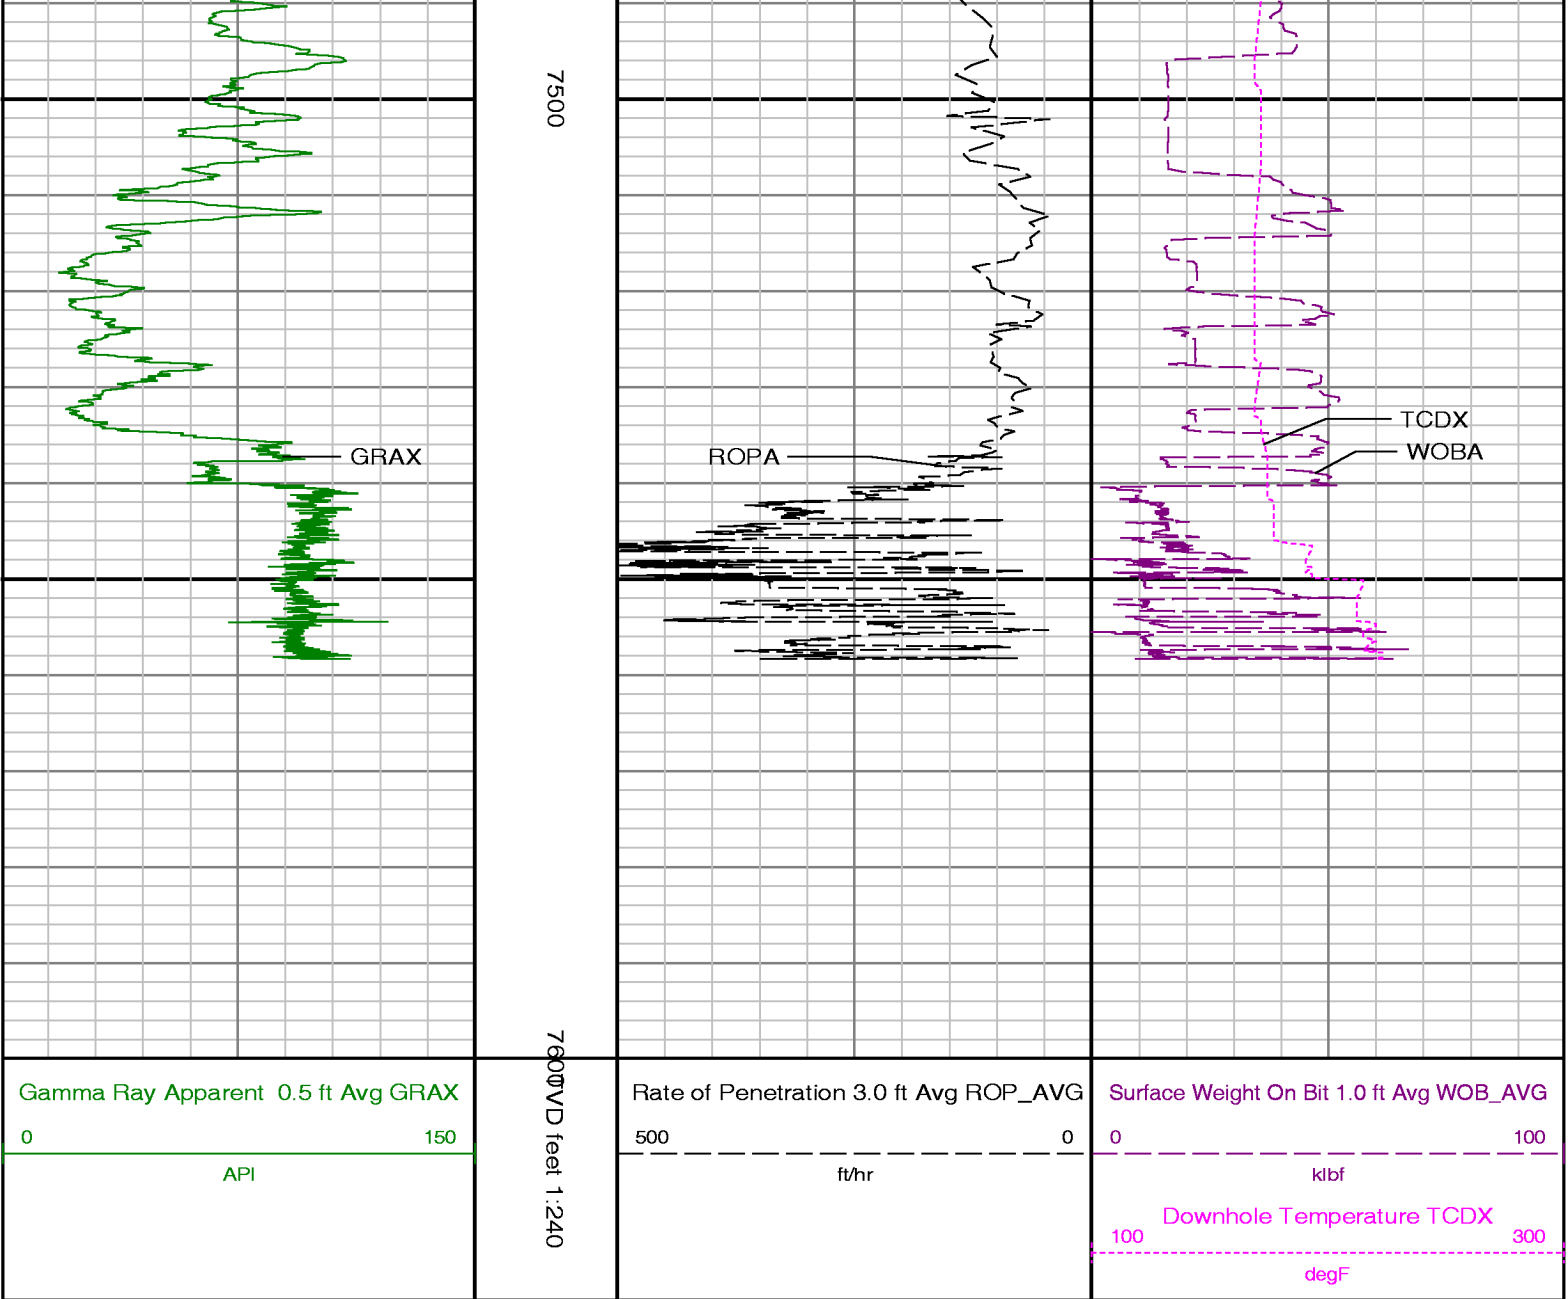 7500
GRAX
ROPA
TCDX
WOBA
7600
TVD feet 1:240
Gamma Ray Apparent 0.5 ft Avg GRAX
0 150
API
Rate of Penetration 3.0 ft Avg ROP_AVG
500 0
ft/hr
Surface Weight On Bit 1.0 ft Avg WOB_AVG
0 100
klbf
Downhole Temperature TCDX
100 300
degF